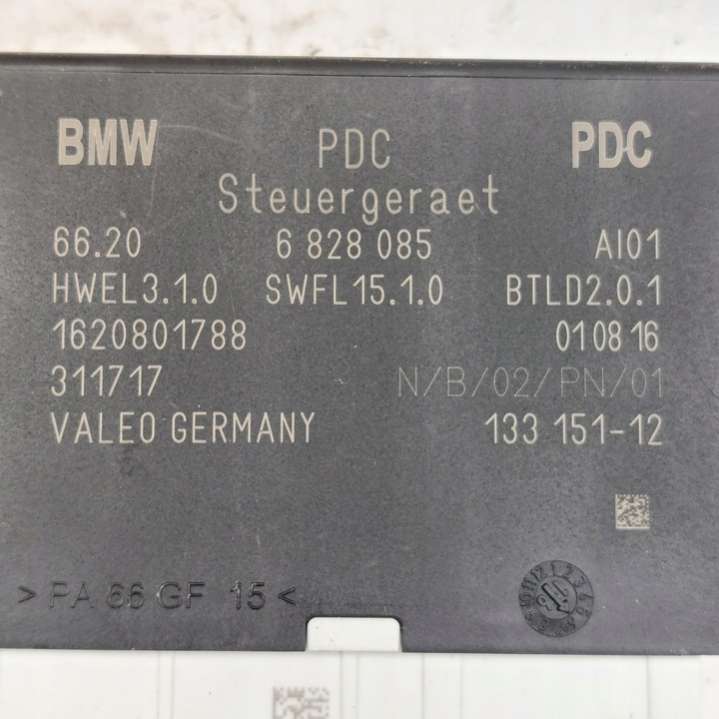 BMW PDC PDC
Steuergeraet
66.20 6 828 085 AI01
HWEL3.1.0 SWFL15.1.0 BTLD2.0.1
1620801788 010816
311717 N/B/02/PN/01
VALEO GERMANY 133 151-12
> PA 66 GF 15 <